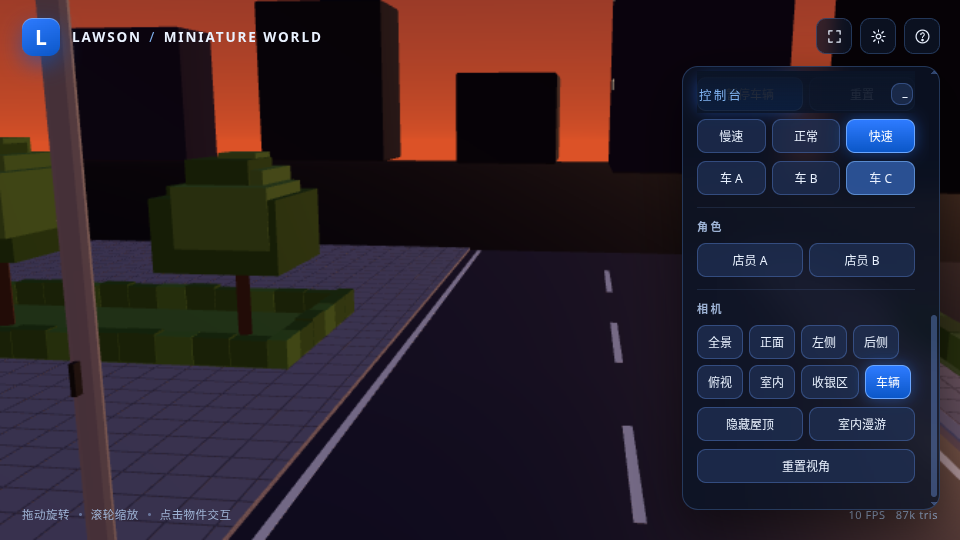 L LAWSON / MINIATURE WORLD
控制台
重置
慢速 正常 快速
车 A 车 B 车 C
角色
店员 A 店员 B
相机
全景 正面 左侧 后侧
俯视 室内 收银区 车辆
隐藏屋顶 室内漫游
重置视角
拖动旋转 • 滚轮缩放 • 点击物件交互
10 FPS 87k tris